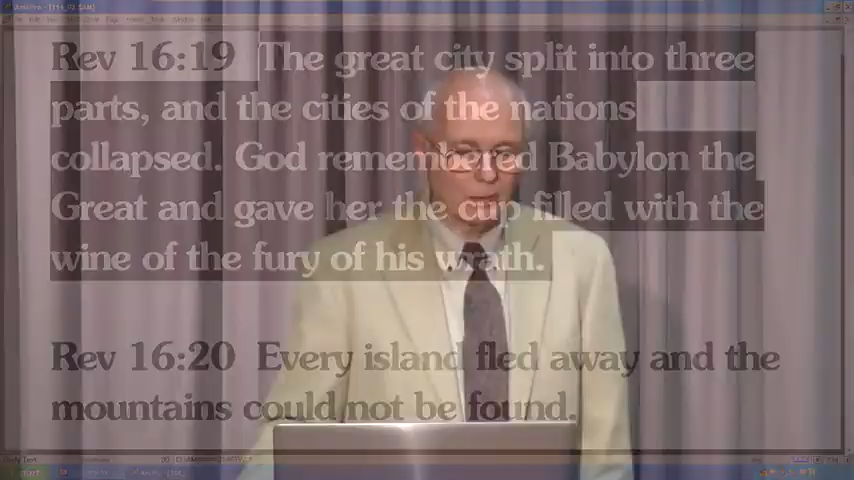 Rev 16:19 The great city split into three
parts, and the cities of the nations
collapsed. God remembered Babylon the
Great and gave her the cup filled with the
wine of the fury of his wrath.
Rev 16:20 Every island fled away and the
mountains could not be found.